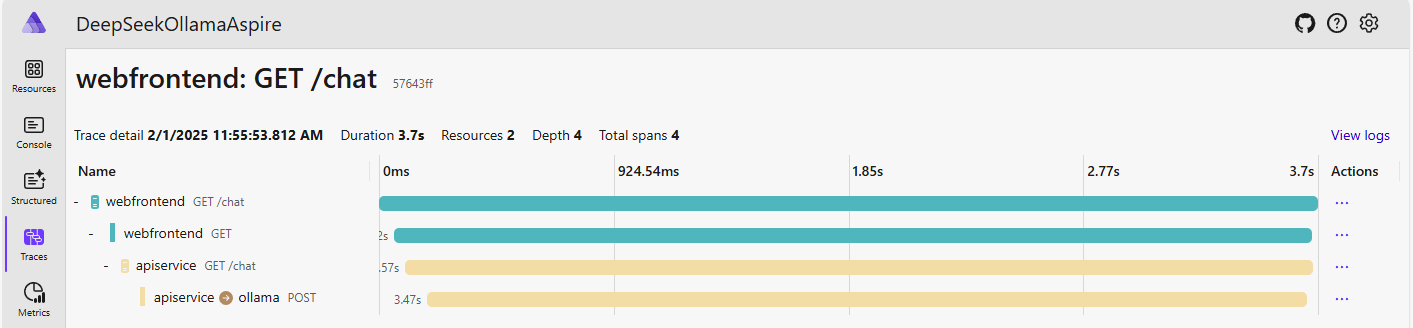 DeepSeekOllamaAspire
Resources
Console
Structured
Traces
Metrics
webfrontend: GET /chat 57643ff
Trace detail 2/1/2025 11:55:53.812 AM Duration 3.7s Resources 2 Depth 4 Total spans 4 View logs
Name 0ms 924.54ms 1.85s 2.77s 3.7s Actions
- webfrontend GET /chat ...
- webfrontend GET 2s ...
- apiservice GET /chat .57s ...
apiservice ollama POST 3.47s ...